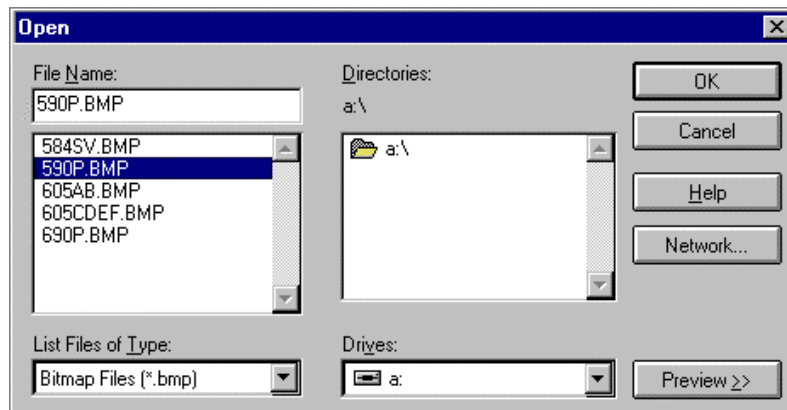 Open
File Name:
590P.BMP
584SV.BMP
590P.BMP
605AB.BMP
605CDEF.BMP
690P.BMP
List Files of Type:
Bitmap Files (*.bmp)
Directories:
a:\
a:\
Drives:
a:
OK
Cancel
Help
Network...
Preview >>